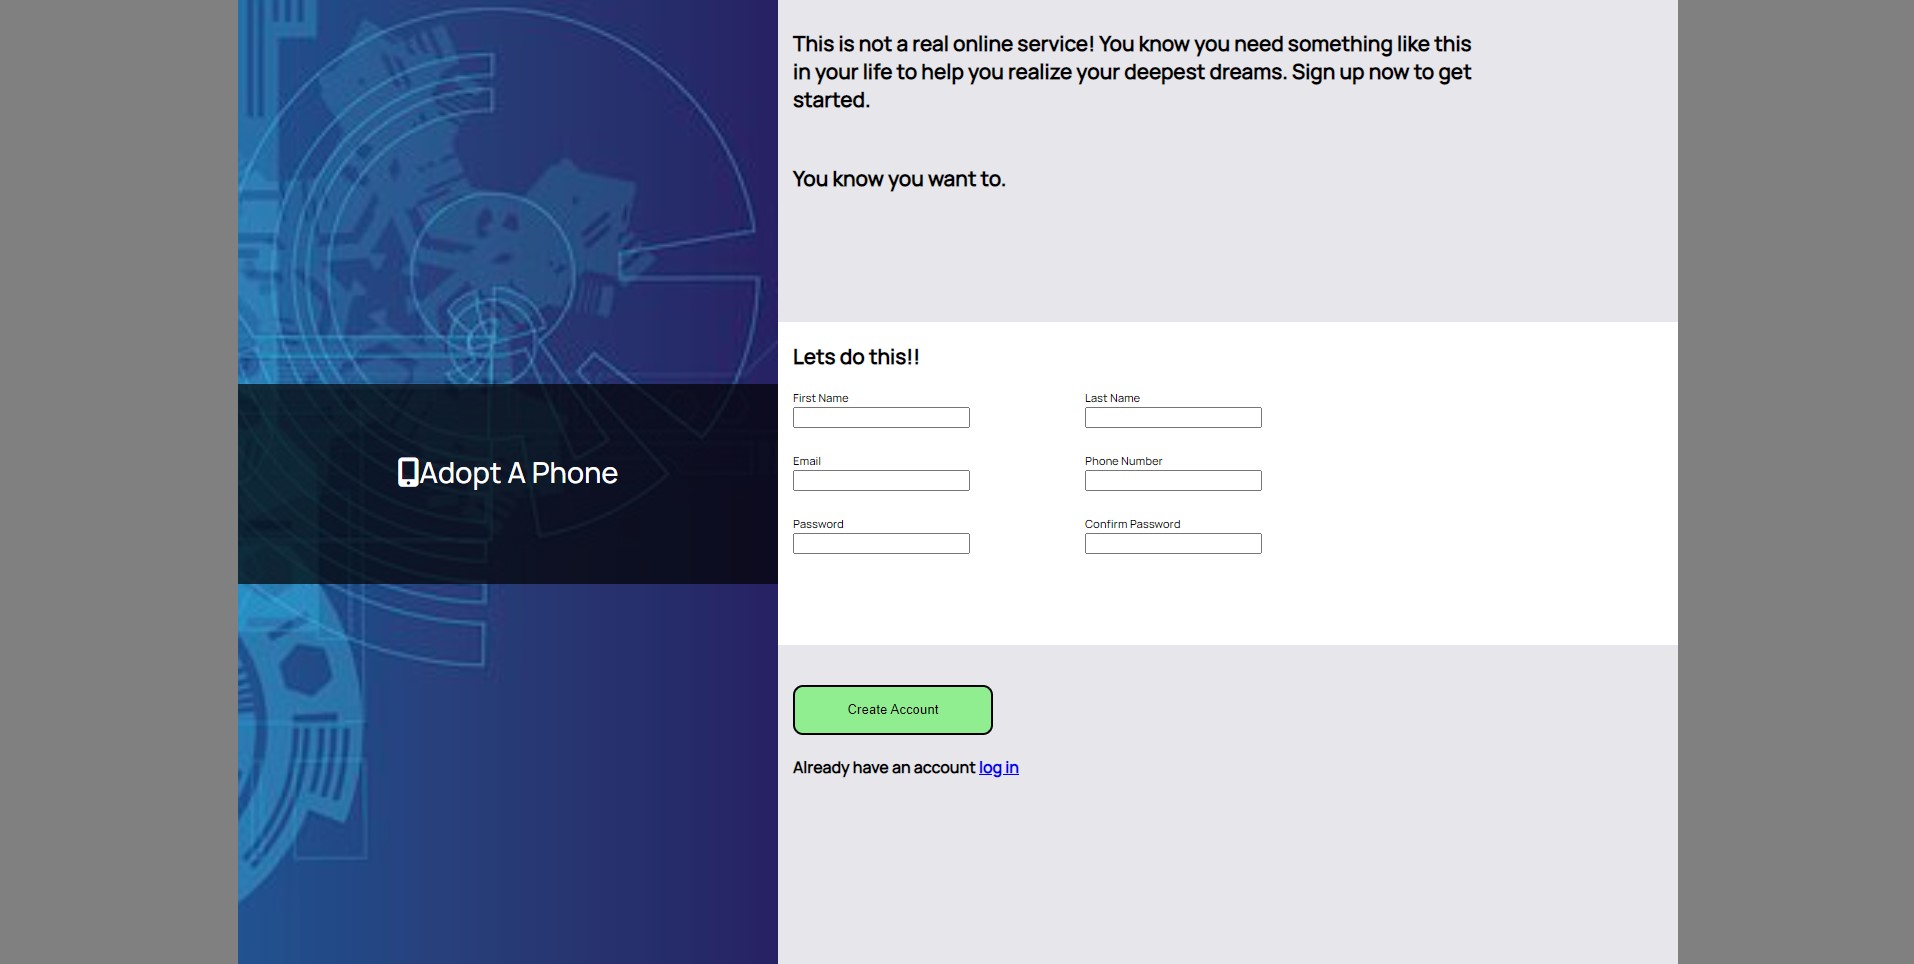 This is not a real online service! You know you need something like this
in your life to help you realize your deepest dreams. Sign up now to get
started.
You know you want to.
Adopt A Phone
Lets do this!!
First Name
Last Name
Email
Phone Number
Password
Confirm Password
Create Account
Already have an account log in